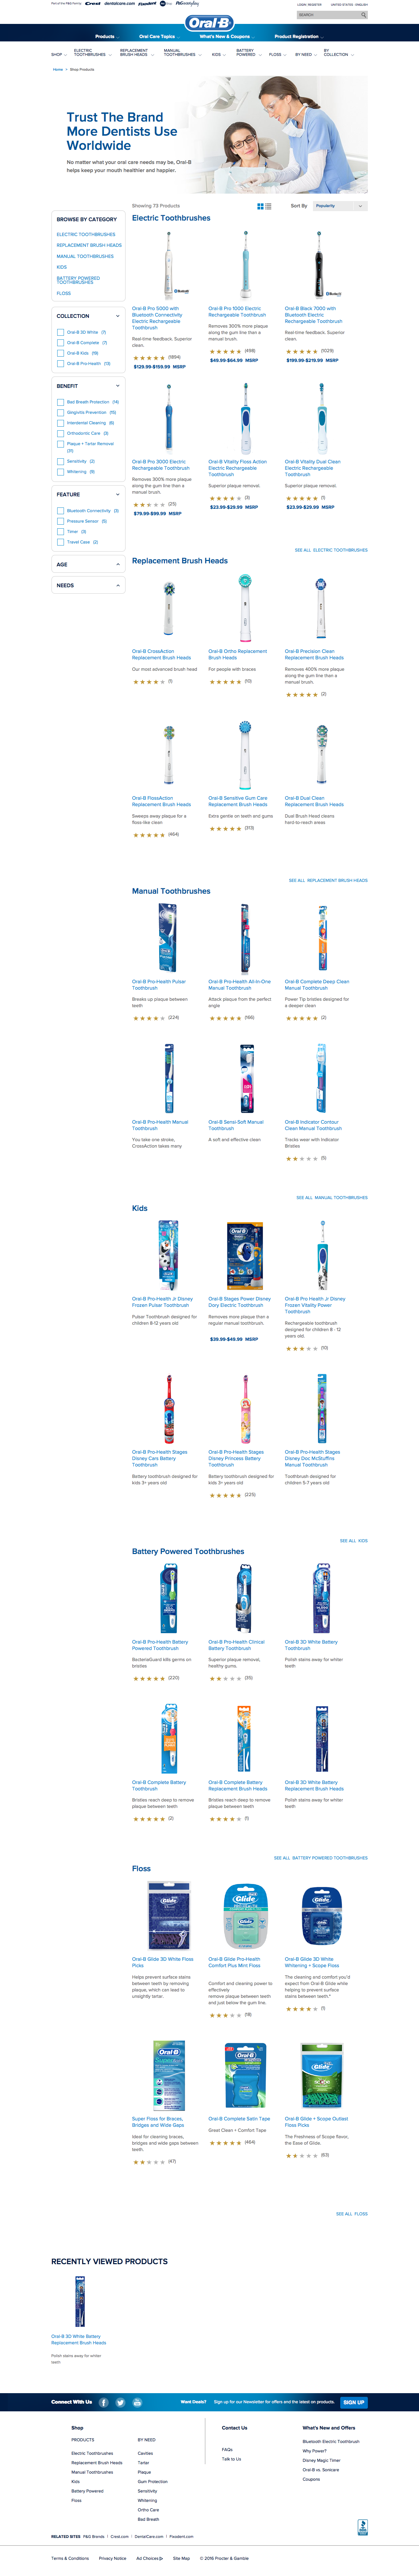 Crest
dentalcare.com
LOGIN REGISTER
UNITED STATES - ENGLISH
Oral-B
SEARCH
Products
Oral Care Topics
What's New & Coupons
Product Registration
SHOP
ELECTRIC TOOTHBRUSHES
REPLACEMENT BRUSH HEADS
MANUAL TOOTHBRUSHES
KIDS
BATTERY POWERED
FLOSS
BY NEED
BY COLLECTION
Home
Shop Products
Trust The Brand
More Dentists Use
Worldwide
No matter what your oral care needs may be, Oral-B
helps keep your mouth healthier and happier.
Showing 73 Products
Sort By
Popularity
BROWSE BY CATEGORY
ELECTRIC TOOTHBRUSHES
REPLACEMENT BRUSH HEADS
MANUAL TOOTHBRUSHES
KIDS
BATTERY POWERED
TOOTHBRUSHES
FLOSS
COLLECTION
Oral-B 3D White (7)
Oral-B Complete (7)
Oral-B Kids (19)
Oral-B Pro-Health (13)
BENEFIT
Bad Breath Protection (14)
Gingivitis Prevention (15)
Interdental Cleaning (6)
Orthodontic Care (3)
Plaque + Tartar Removal
(31)
Sensitivity (2)
Whitening (9)
FEATURE
Bluetooth Connectivity (3)
Pressure Sensor (5)
Timer (3)
Travel Case (2)
AGE
NEEDS
Electric Toothbrushes
Bluetooth
Bluetooth
Oral-B Pro 5000 with
Bluetooth Connectivity
Electric Rechargeable
Toothbrush
Real-time feedback. Superior
clean.
(1894)
$129.99-$159.99 MSRP
Oral-B Pro 1000 Electric
Rechargeable Toothbrush
Removes 300% more plaque
along the gum line than a
manual brush.
(498)
$49.99-$64.99 MSRP
Oral-B Black 7000 with
Bluetooth Electric
Rechargeable Toothbrush
Real-time feedback. Superior
clean.
(1029)
$199.99-$219.99 MSRP
Oral-B Pro 3000 Electric
Rechargeable Toothbrush
Removes 300% more plaque
along the gum line than a
manual brush.
(25)
$79.99-$99.99 MSRP
Oral-B Vitality Floss Action
Electric Rechargeable
Toothbrush
Superior plaque removal.
(3)
$23.99-$29.99 MSRP
Oral-B Vitality Dual Clean
Electric Rechargeable
Toothbrush
Superior plaque removal.
(1)
$23.99-$29.99 MSRP
SEE ALL ELECTRIC TOOTHBRUSHES
Replacement Brush Heads
Oral-B CrossAction
Replacement Brush Heads
Our most advanced brush head
(1)
Oral-B Ortho Replacement
Brush Heads
For people with braces
(10)
Oral-B Precision Clean
Replacement Brush Heads
Removes 400% more plaque
along the gum line than a
manual brush.
(2)
Oral-B FlossAction
Replacement Brush Heads
Sweeps away plaque for a
floss-like clean
(464)
Oral-B Sensitive Gum Care
Replacement Brush Heads
Extra gentle on teeth and gums
(313)
Oral-B Dual Clean
Replacement Brush Heads
Dual Brush-Head cleans
hard-to-reach areas
SEE ALL REPLACEMENT BRUSH HEADS
Manual Toothbrushes
Oral-B Pro-Health Pulsar
Toothbrush
Breaks up plaque between
teeth
(224)
Oral-B Pro-Health All-In-One
Manual Toothbrush
Attack plaque from the perfect
angle
(166)
Oral-B Complete Deep Clean
Manual Toothbrush
Power Tip bristles designed for
a deeper clean
(2)
Oral-B Pro-Health Manual
Toothbrush
You take one stroke,
CrossAction takes many
Oral-B Sensi-Soft Manual
Toothbrush
A soft and effective clean
Oral-B Indicator Contour
Clean Manual Toothbrush
Tracks wear with Indicator
Bristles
(5)
SEE ALL MANUAL TOOTHBRUSHES
Kids
Oral-B Pro-Health Jr Disney
Frozen Pulsar Toothbrush
Pulsar Toothbrush designed for
children 8-12 years old
Oral-B Stages Power Disney
Dory Electric Toothbrush
Removes more plaque than a
regular manual toothbrush.
$39.99-$49.99 MSRP
Oral-B Pro Health Jr Disney
Frozen Vitality Power
Toothbrush
Rechargeable toothbrush
designed for children 8 - 12
years old.
(10)
Oral-B Pro-Health Stages
Disney Cars Battery
Toothbrush
Battery toothbrush designed for
kids 3+ years old
Oral-B Pro-Health Stages
Disney Princess Battery
Toothbrush
Battery toothbrush designed for
kids 3+ years old
(225)
Oral-B Pro-Health Stages
Disney Doc McStuffins
Manual Toothbrush
Toothbrush designed for
children 5-7 years old
SEE ALL KIDS
Battery Powered Toothbrushes
Oral-B Pro-Health Battery
Powered Toothbrush
BacterialGuard kills germs on
bristles
(220)
Oral-B Pro-Health Clinical
Battery Toothbrush
Superior plaque removal,
healthy gums.
(35)
Oral-B 3D White Battery
Toothbrush
Polish stains away for whiter
teeth
Oral-B Complete Battery
Toothbrush
Bristles reach deep to remove
plaque between teeth
(2)
Oral-B Complete Battery
Replacement Brush Heads
Bristles reach deep to remove
plaque between teeth
(1)
Oral-B 3D White Battery
Replacement Brush Heads
Polish stains away for whiter
teeth
SEE ALL BATTERY POWERED TOOTHBRUSHES
Floss
Oral-B Glide 3D White Floss
Picks
Helps prevent surface stains
between teeth by removing
plaque, which can lead to
unsightly tartar.
Oral-B Glide Pro-Health
Comfort Plus Mint Floss
Comfort and cleaning power to
effectively
remove plaque between teeth
and just below the gum line.
(18)
Oral-B Glide 3D White
Whitening + Scope Floss
The cleaning and comfort you'd
expect from Oral-B Glide while
helping to prevent surface
stains between teeth.*
(1)
Super Floss for Braces,
Bridges and Wide Gaps
Ideal for cleaning braces,
bridges and wide gaps between
teeth.
(47)
Oral-B Complete Satin Tape
Great Clean + Comfort Tape
(464)
Oral-B Glide + Scope Outlast
Floss Picks
The Freshness of Scope flavor,
the Ease of Glide.
(63)
SEE ALL FLOSS
RECENTLY VIEWED PRODUCTS
Oral-B 3D White Battery
Replacement Brush Heads
Polish stains away for whiter
teeth
Connect With Us
Want Deals?
Sign up for our Newsletter for offers and the latest on products.
SIGN UP
Shop
PRODUCTS
Electric Toothbrushes
Replacement Brush Heads
Manual Toothbrushes
Kids
Battery Powered
Floss
BY NEED
Cavities
Tartar
Plaque
Gum Protection
Sensitivity
Whitening
Ortho Care
Bad Breath
Contact Us
FAQs
Talk to Us
What's New and Offers
Bluetooth Electric Toothbrush
Why Power?
Disney Magic Timer
Oral-B vs. Sonicare
Coupons
RELATED SITES P&G Brands | Crest.com | DentalCare.com | Fixodent.com
Terms & Conditions
Privacy Notice
Ad Choices
Site Map
© 2016 Procter & Gamble